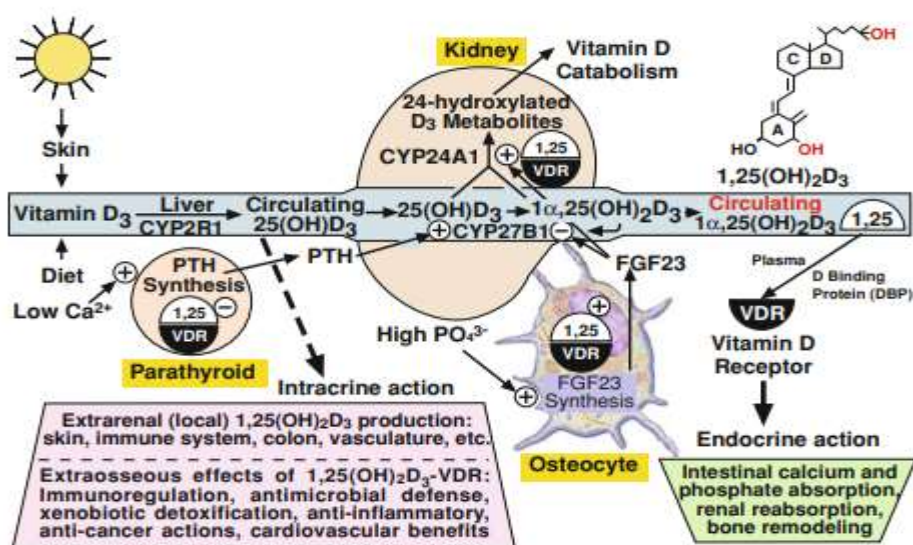 Kidney
Vitamin D
Catabolism
24-hydroxylated
D3 Metabolites
CYP24A1
+
1,25
VDR
C
D
OH
A
HO
OH
1,25(OH)2D3
Skin
Vitamin D3
Liver
CYP2R1
Circulating
25(OH)D3
25(OH)D3
1α,25(OH)2D3
+
CYP27B1
−
Circulating
1α,25(OH)2D3
1,25
Diet
+
Low Ca2+
PTH
Synthesis
1,25
−
VDR
Parathyroid
PTH
FGF23
Plasma
D Binding
Protein (DBP)
VDR
Vitamin D
Receptor
High PO43-
+
+
1,25
VDR
FGF23
Synthesis
Osteocyte
Intracrine action
Extrarenal (local) 1,25(OH)2D3 production:
skin, immune system, colon, vasculature, etc.
Extraosseous effects of 1,25(OH)2D3-VDR:
Immunoregulation, antimicrobial defense,
xenobiotic detoxification, anti-inflammatory,
anti-cancer actions, cardiovascular benefits
Endocrine action
Intestinal calcium and
phosphate absorption,
renal reabsorption,
bone remodeling